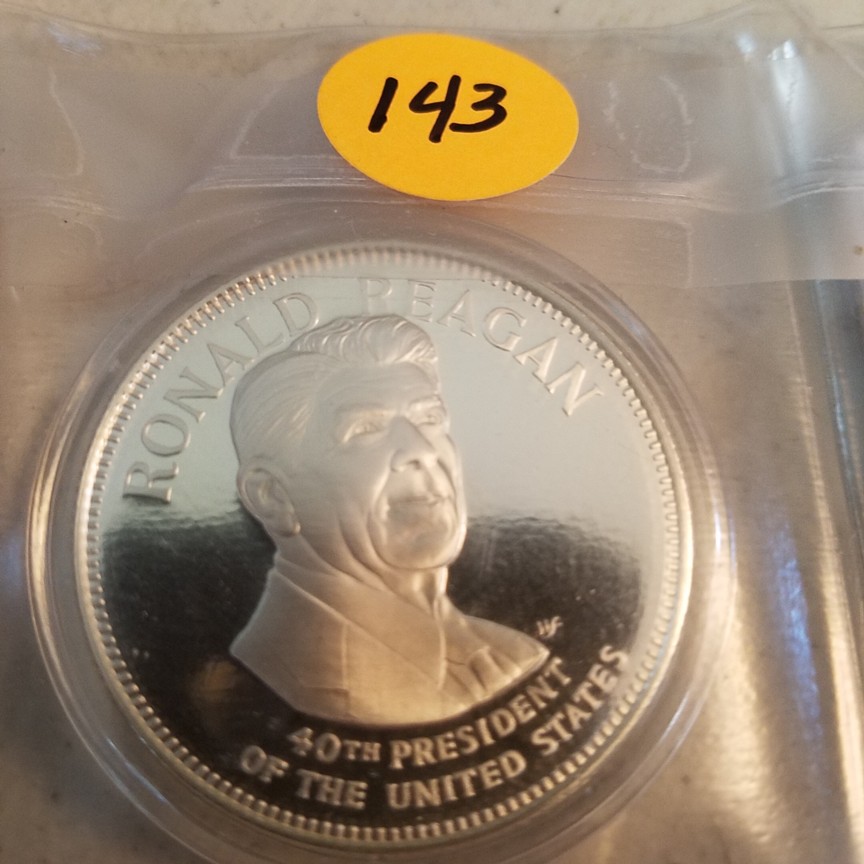 143
RONALD REAGAN
40TH PRESIDENT
OF THE UNITED STATES